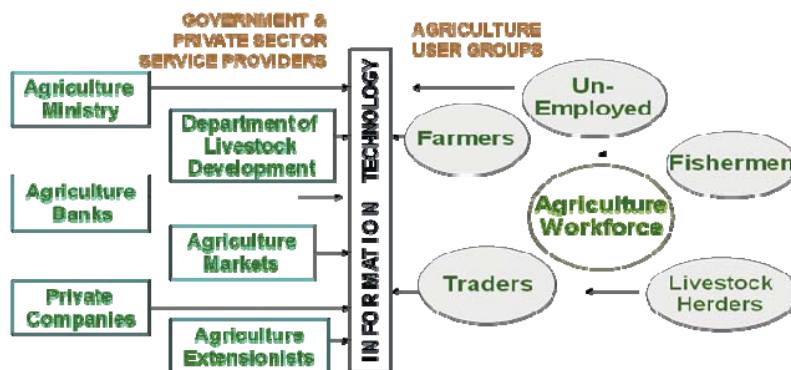 GOVERNMENT &
PRIVATE SECTOR
SERVICE PROVIDERS
AGRICULTURE
USER GROUPS
Agriculture
Ministry
Department of
Livestock
Development
Agriculture
Banks
Agriculture
Markets
Private
Companies
Agriculture
Extensionists
INFORMATION TECHNOLOGY
Un-
Employed
Farmers
Fishermen
Agriculture
Workforce
Traders
Livestock
Herders